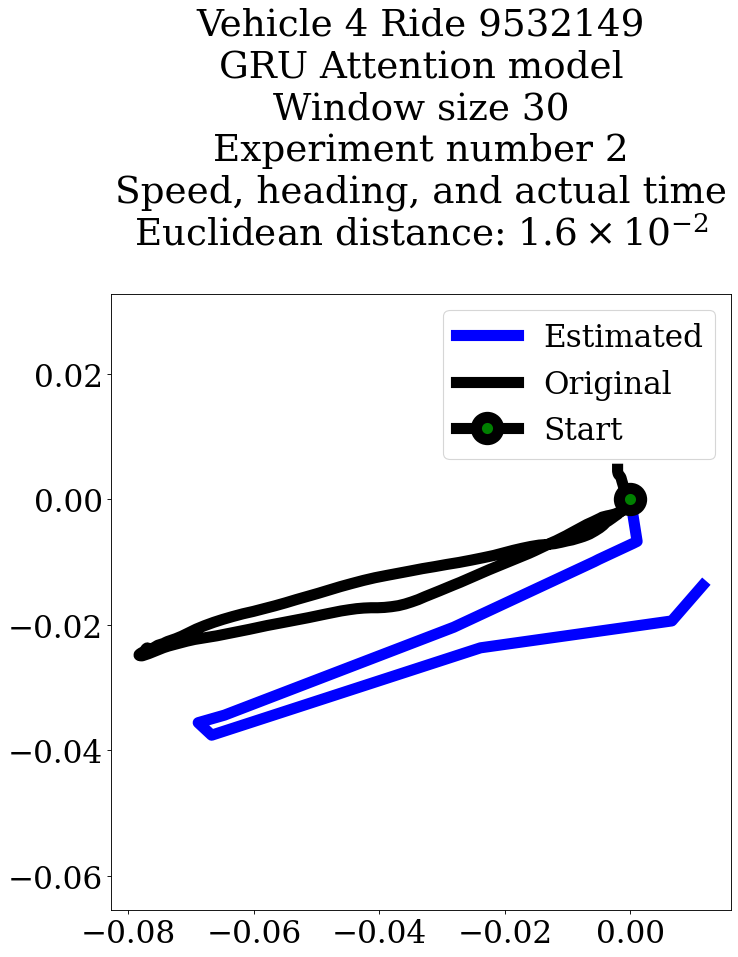 Vehicle 4 Ride 9532149
GRU Attention model
Window size 30
Experiment number 2
Speed, heading, and actual time
Euclidean distance: 1.6 × 10⁻²
Estimated
Original
Start
0.02
0.00
−0.02
−0.04
−0.06
−0.08 −0.06 −0.04 −0.02 0.00